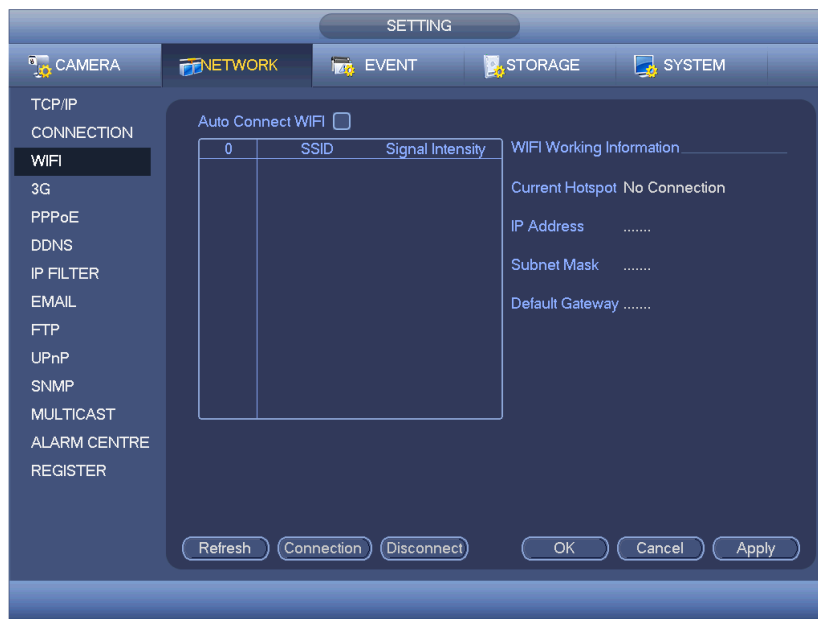 SETTING
CAMERA NETWORK EVENT STORAGE SYSTEM
TCP/IP
CONNECTION
WIFI
3G
PPPoE
DDNS
IP FILTER
EMAIL
FTP
UPnP
SNMP
MULTICAST
ALARM CENTRE
REGISTER
Auto Connect WIFI
0 SSID Signal Intensity
WIFI Working Information
Current Hotspot No Connection
IP Address .......
Subnet Mask .......
Default Gateway .......
Refresh Connection Disconnect OK Cancel Apply